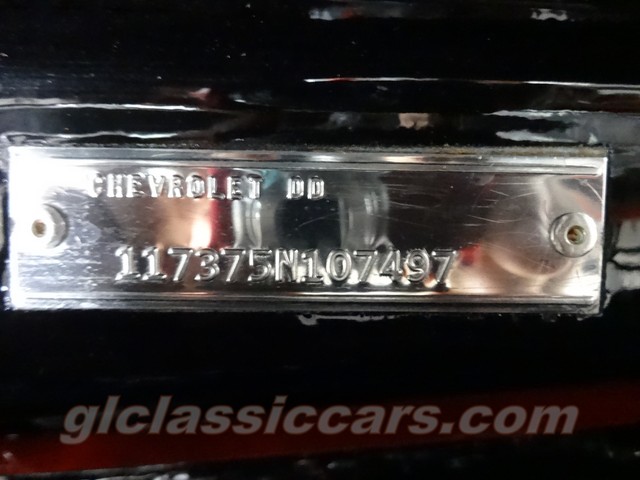 CHEVROLET DD
117375N107497
glclassiccars.com